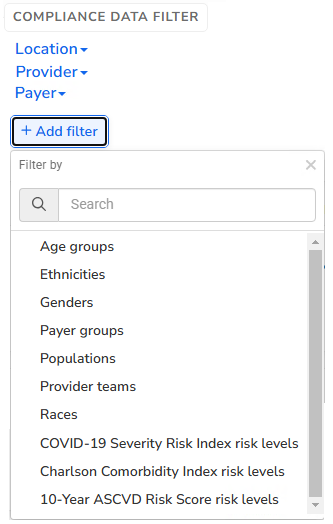 COMPLIANCE DATA FILTER
Location
Provider
Payer
+ Add filter
Filter by
×
Search
Age groups
Ethnicities
Genders
Payer groups
Populations
Provider teams
Races
COVID-19 Severity Risk Index risk levels
Charlson Comorbidity Index risk levels
10-Year ASCVD Risk Score risk levels